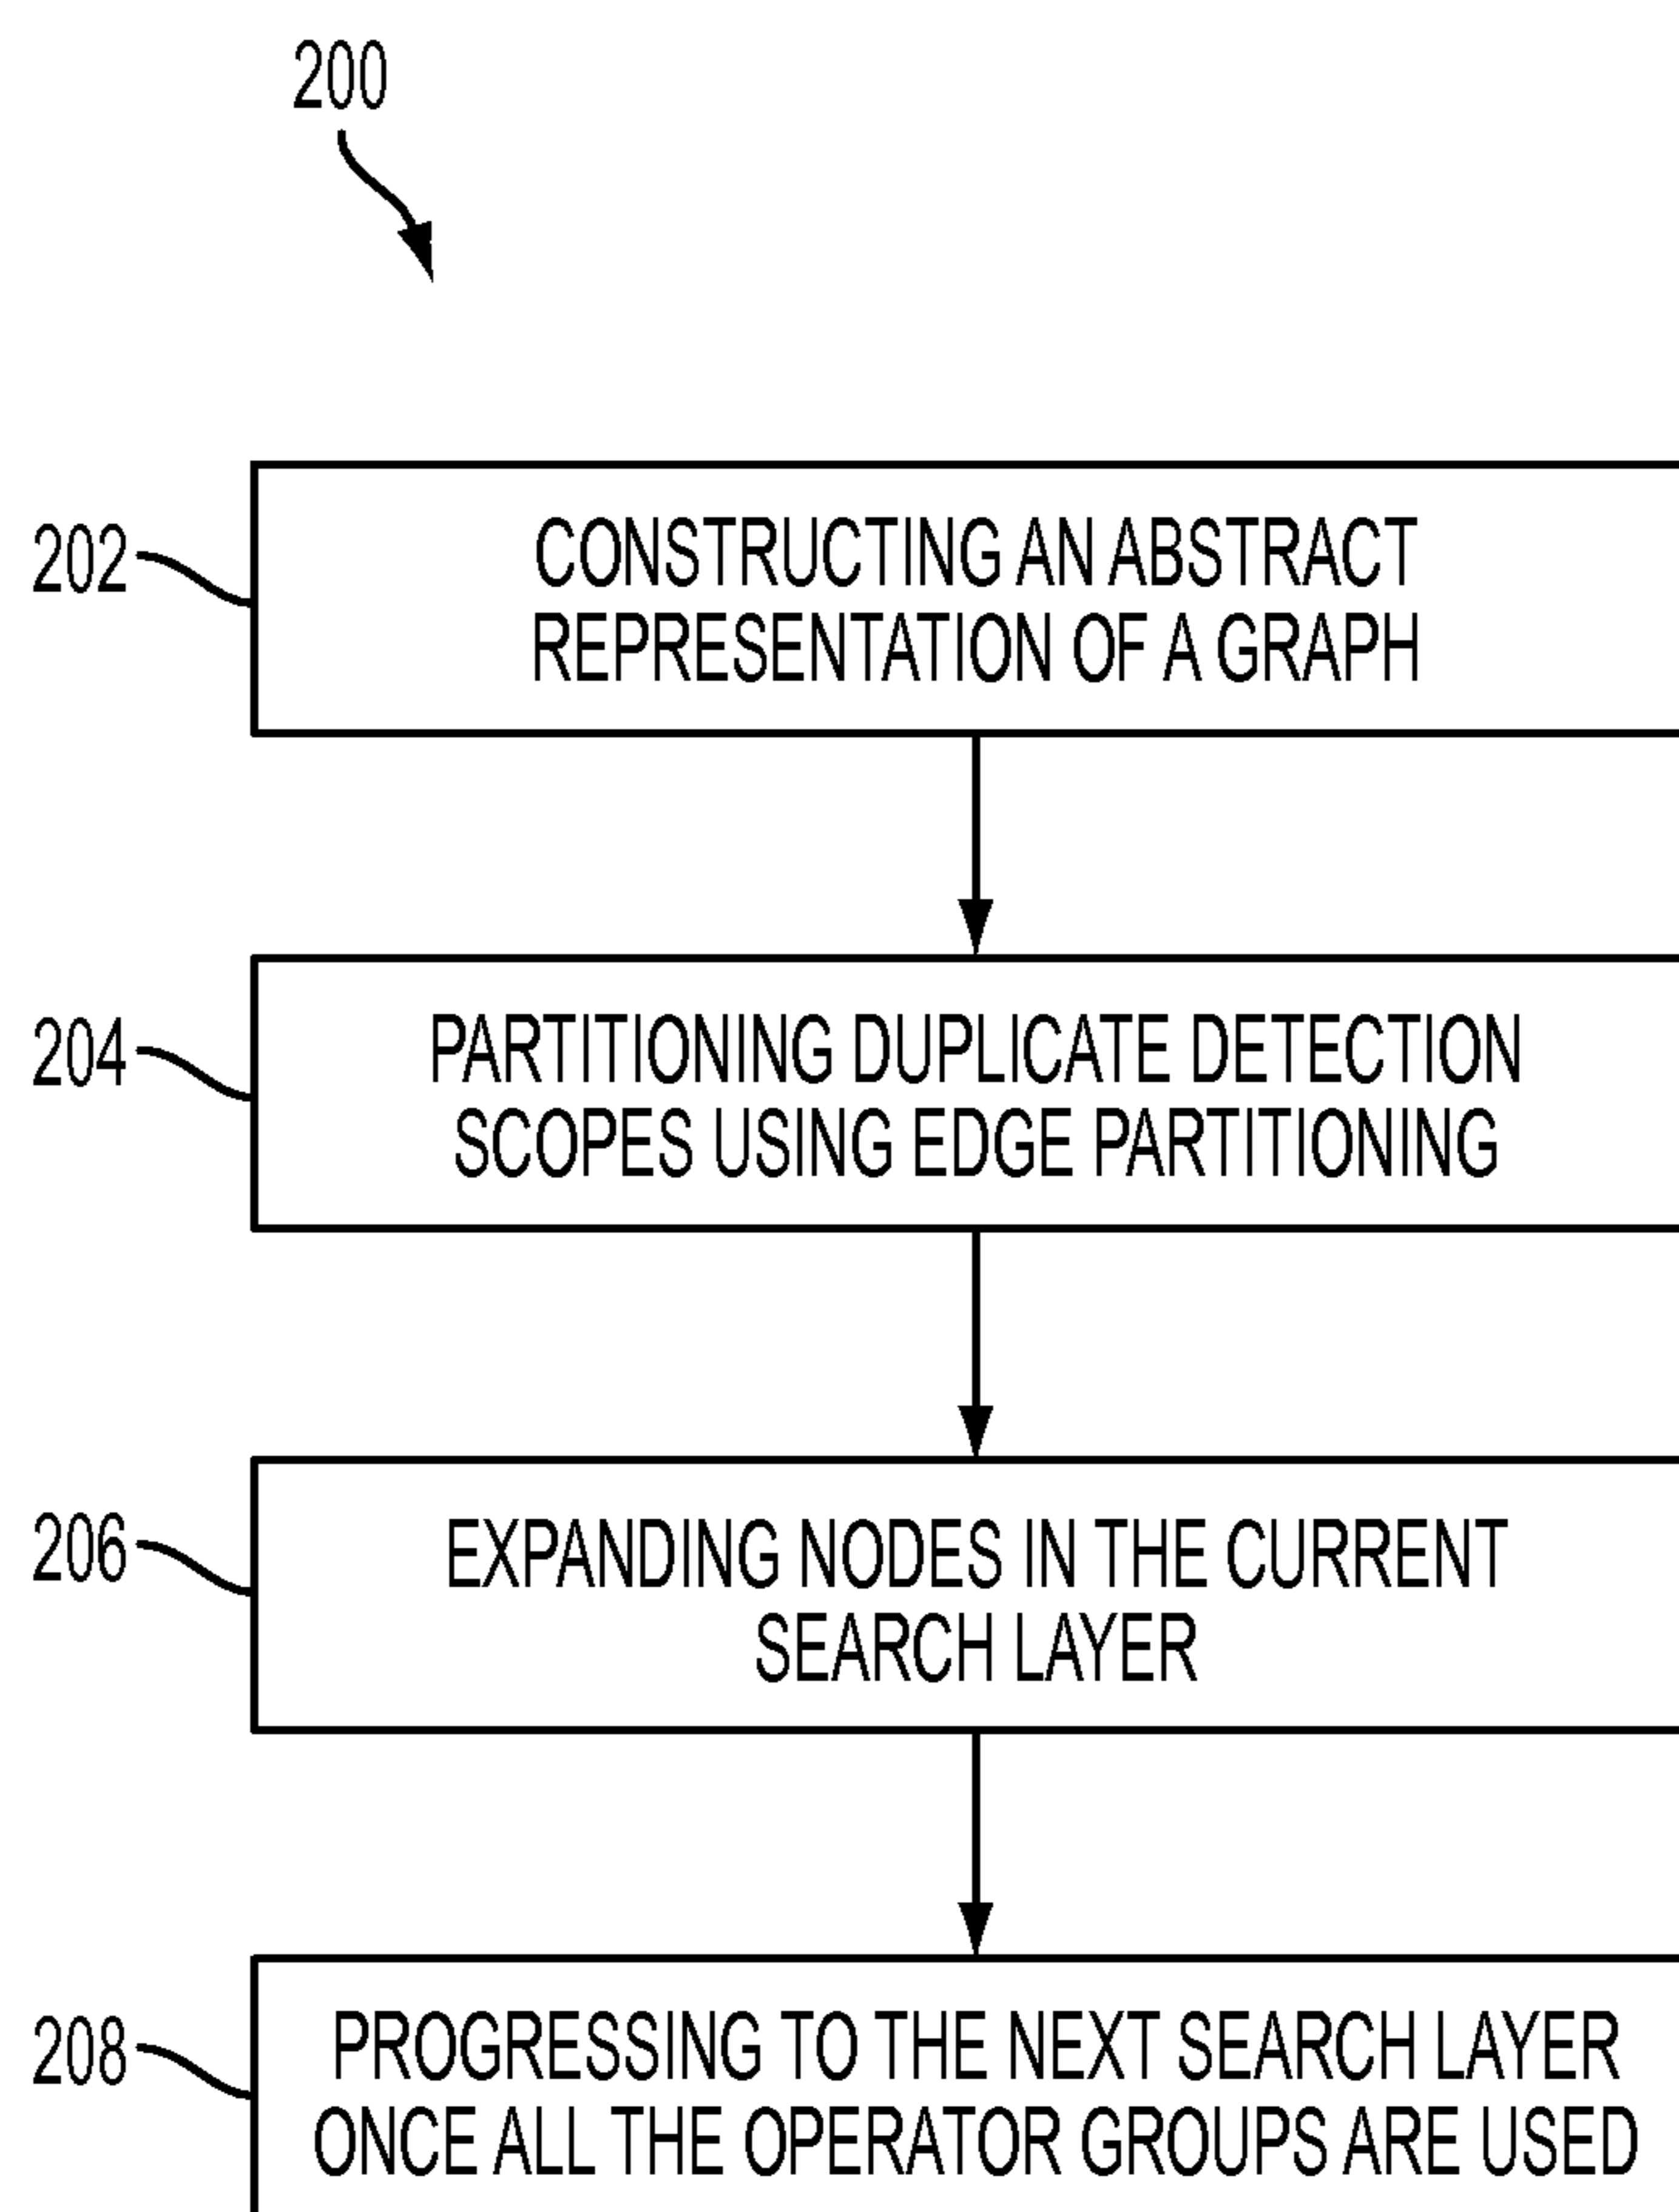 200
202
CONSTRUCTING AN ABSTRACT
REPRESENTATION OF A GRAPH
204
PARTITIONING DUPLICATE DETECTION
SCOPES USING EDGE PARTITIONING
206
EXPANDING NODES IN THE CURRENT
SEARCH LAYER
208
PROGRESSING TO THE NEXT SEARCH LAYER
ONCE ALL THE OPERATOR GROUPS ARE USED